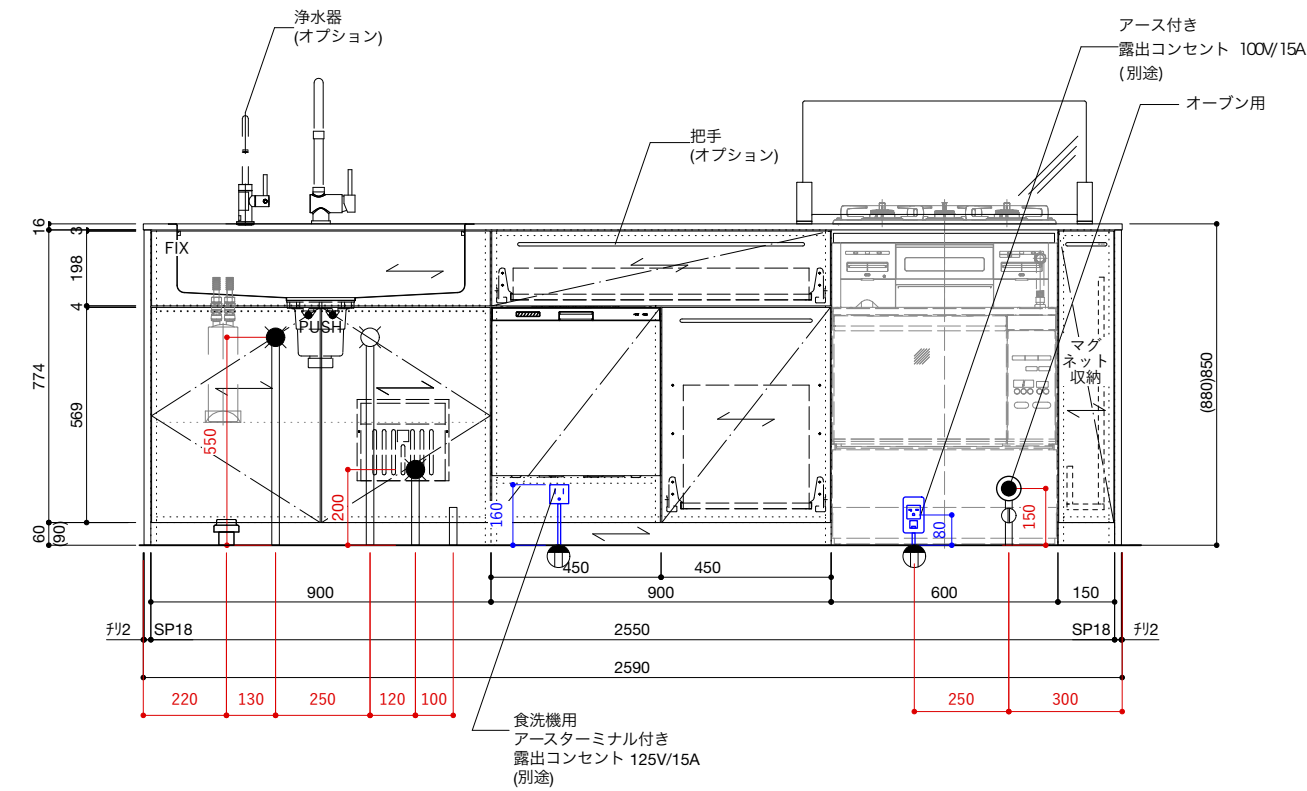 浄水器
(オプション)
アース付き
露出コンセント 100V/15A
(別途)
オーブン用
把手
(オプション)
FIX
PUSH
マグ
ネット
収納
16
3
198
4
774
569
60
(90)
(880)850
550
200
160
80
150
450
450
900
900
600
150
チリ2
SP18
2550
SP18
チリ2
2590
220
130
250
120
100
250
300
食洗機用
アースターミナル付き
露出コンセント 125V/15A
(別途)